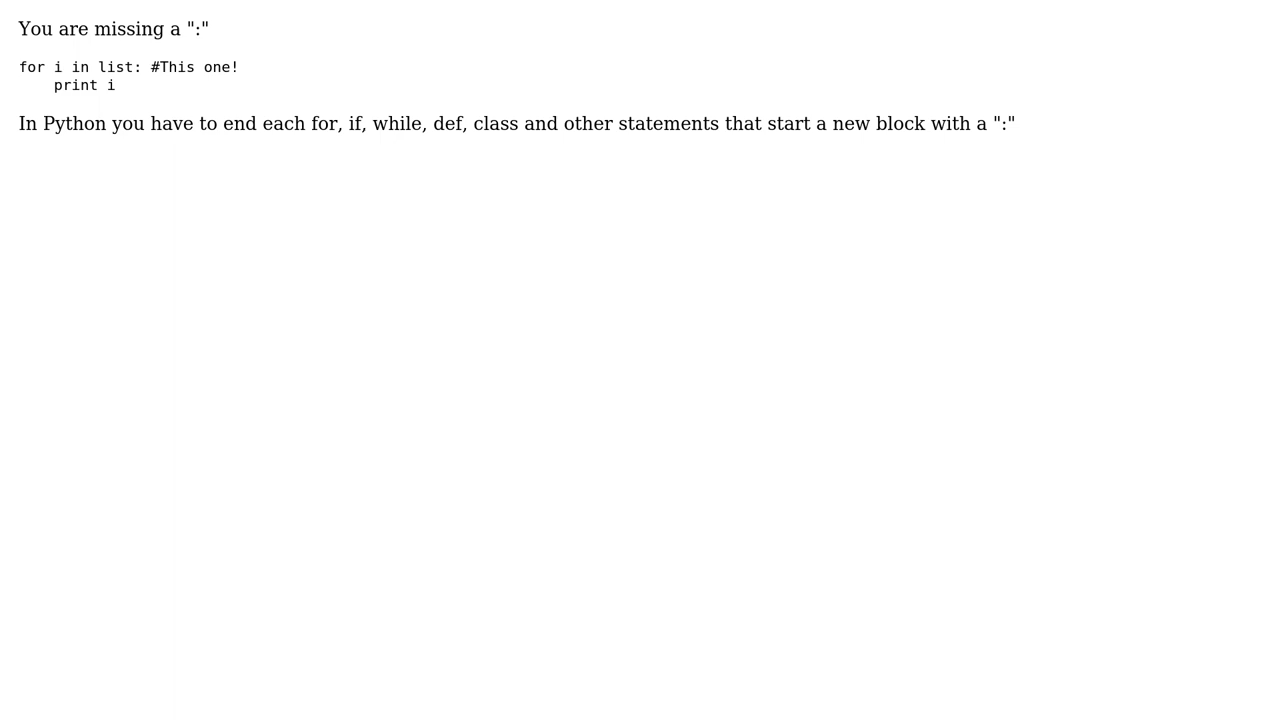 You are missing a ":"
for i in list: #This one!
    print i
In Python you have to end each for, if, while, def, class and other statements that start a new block with a ":"